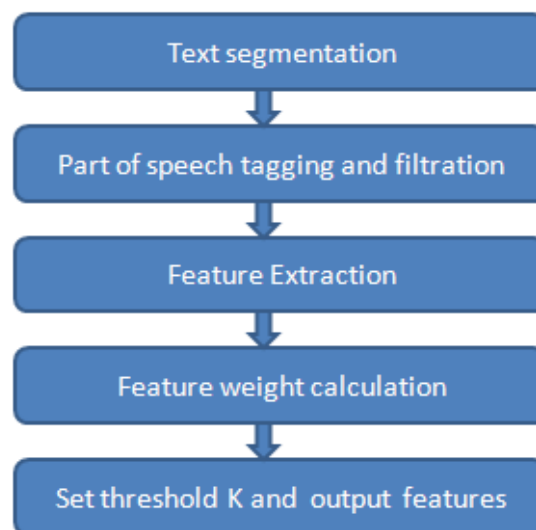 Text segmentation
Part of speech tagging and filtration
Feature Extraction
Feature weight calculation
Set threshold K and output features